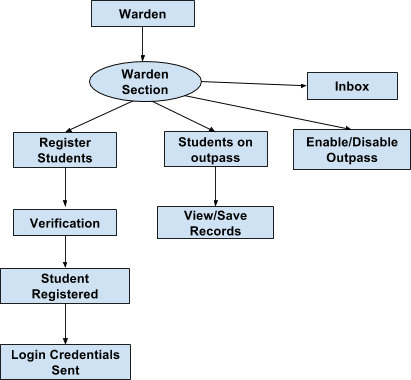 Warden
Warden
Section
Inbox
Register
Students
Students on
outpass
Enable/Disable
Outpass
Verification
View/Save
Records
Student
Registered
Login Credentials
Sent